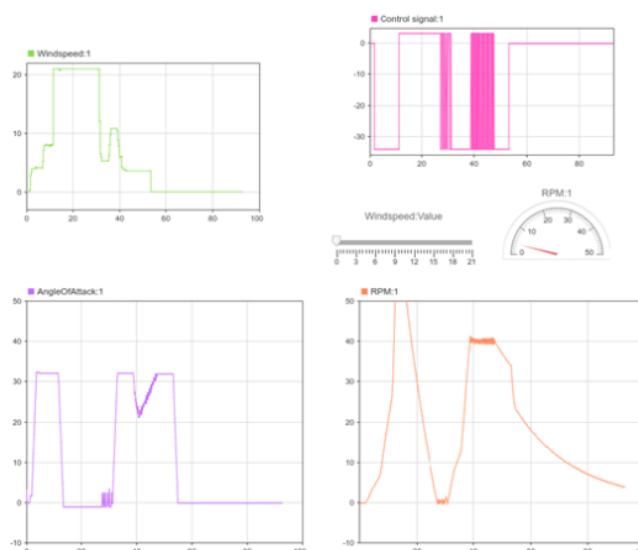 Windspeed:1
20
10
0
0 20 40 60 80 100
Control signal:1
0
-10
-20
-30
0 20 40 60 80
Windspeed:Value
0 3 6 9 12 15 18 21
RPM:1
0 10 20 30 40 50
AngleOfAttack:1
50
40
30
20
10
0
-10
RPM:1
50
40
30
20
10
0
-10